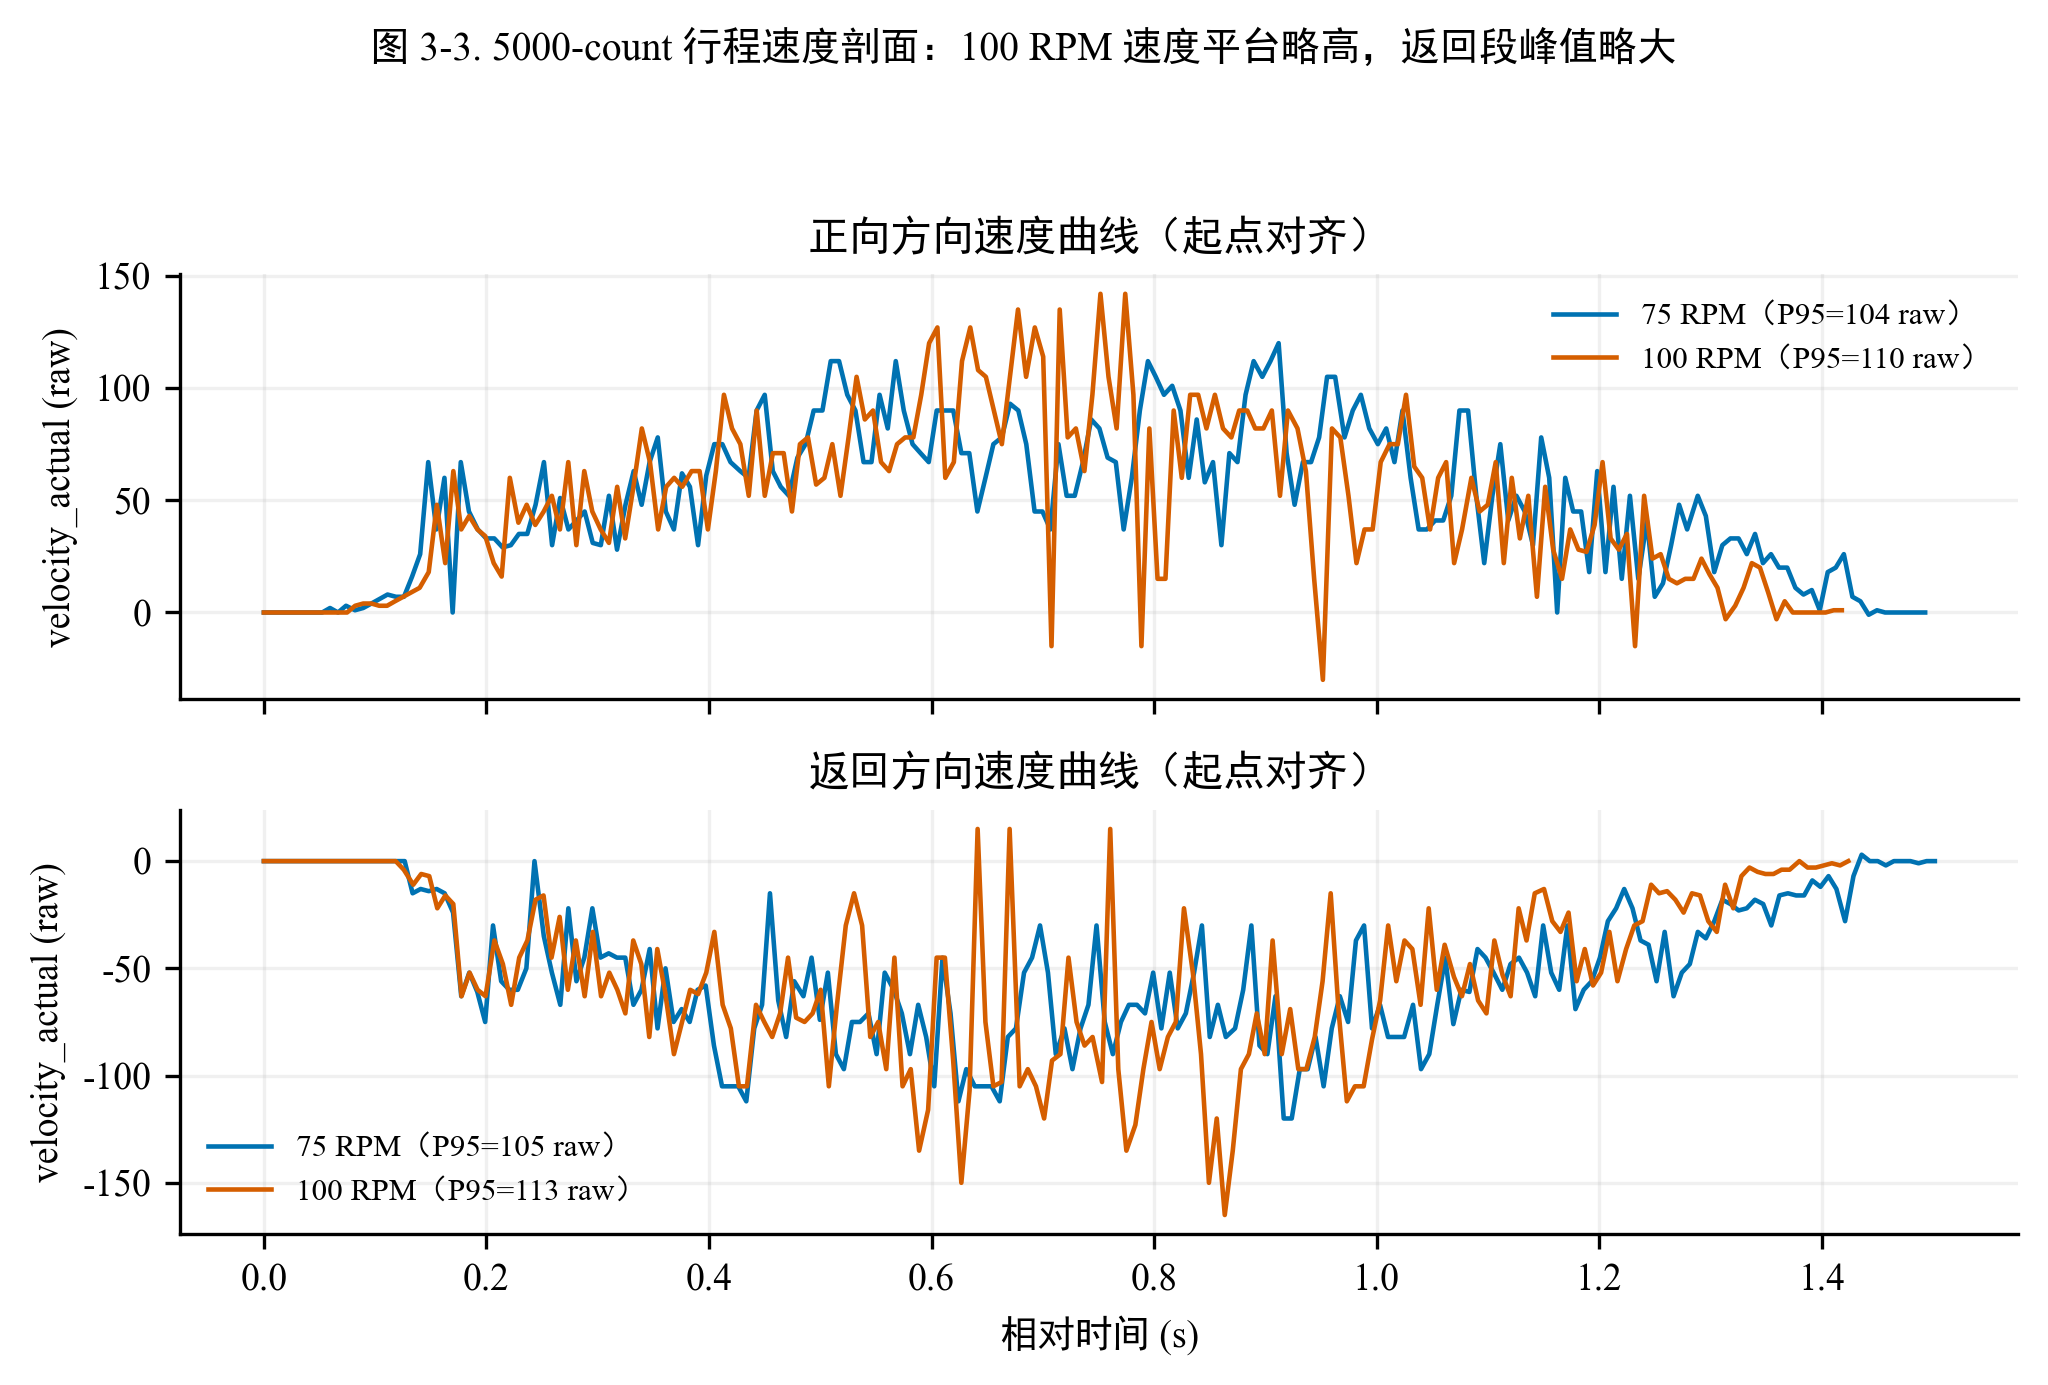 图 3-3. 5000-count 行程速度剖面：100 RPM 速度平台略高，返回段峰值略大
正向方向速度曲线（起点对齐）
150
100
50
0
velocity_actual (raw)
75 RPM（P95=104 raw）
100 RPM（P95=110 raw）
返回方向速度曲线（起点对齐）
0
-50
-100
-150
velocity_actual (raw)
75 RPM（P95=105 raw）
100 RPM（P95=113 raw）
0.0 0.2 0.4 0.6 0.8 1.0 1.2 1.4
相对时间 (s)